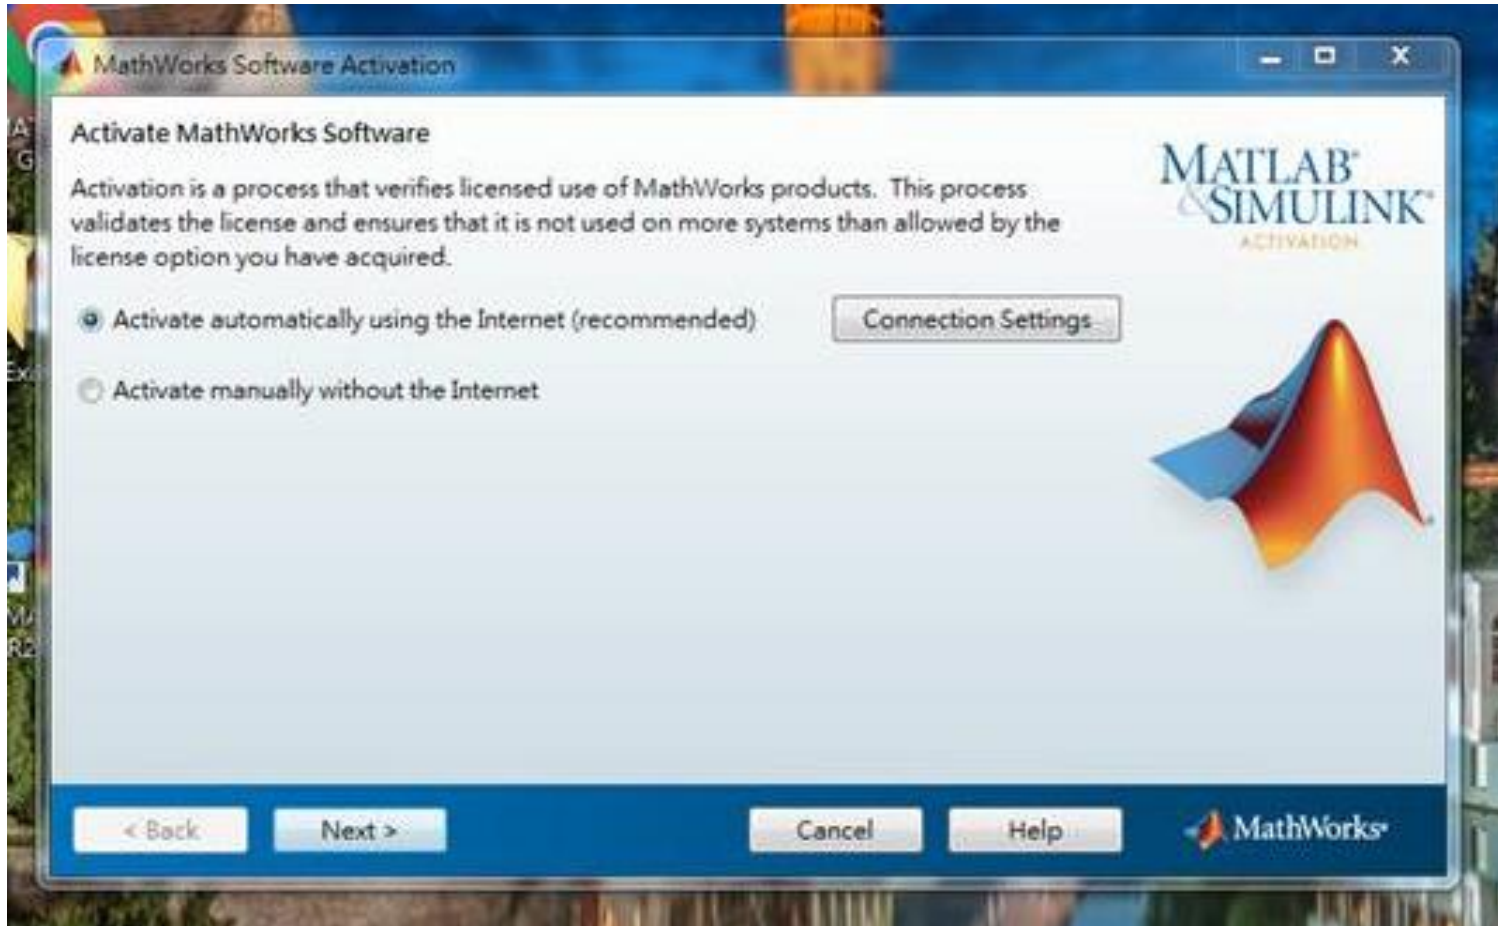 MathWorks Software Activation
Activate MathWorks Software
Activation is a process that verifies licensed use of MathWorks products. This process
validates the license and ensures that it is not used on more systems than allowed by the
license option you have acquired.
MATLAB®
&SIMULINK®
ACTIVATION
Activate automatically using the Internet (recommended)
Connection Settings
Activate manually without the Internet
< Back
Next >
Cancel
Help
MathWorks®